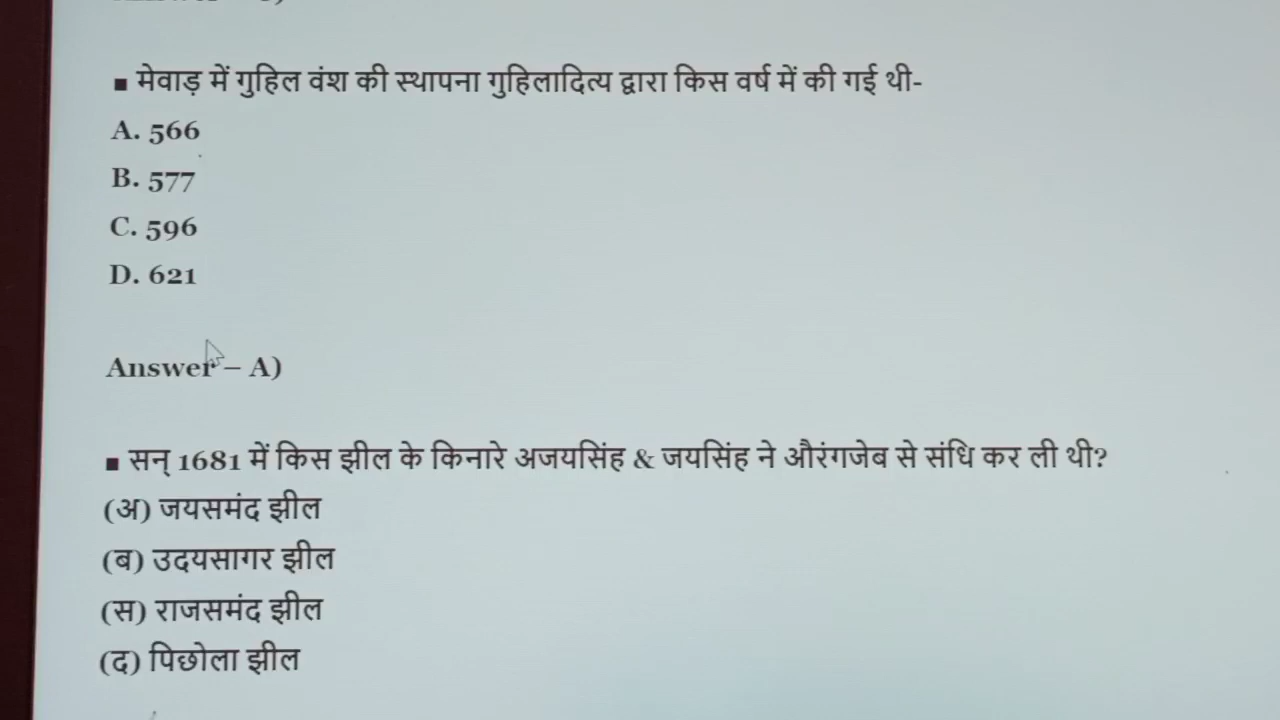 ▪ मेवाड़ में गुहिल वंश की स्थापना गुहिलादित्य द्वारा किस वर्ष में की गई थी-
A. 566
B. 577
C. 596
D. 621
Answer – A)
▪ सन् 1681 में किस झील के किनारे अजयसिंह & जयसिंह ने औरंगजेब से संधि कर ली थी?
(अ) जयसमंद झील
(ब) उदयसागर झील
(स) राजसमंद झील
(द) पिछोला झील